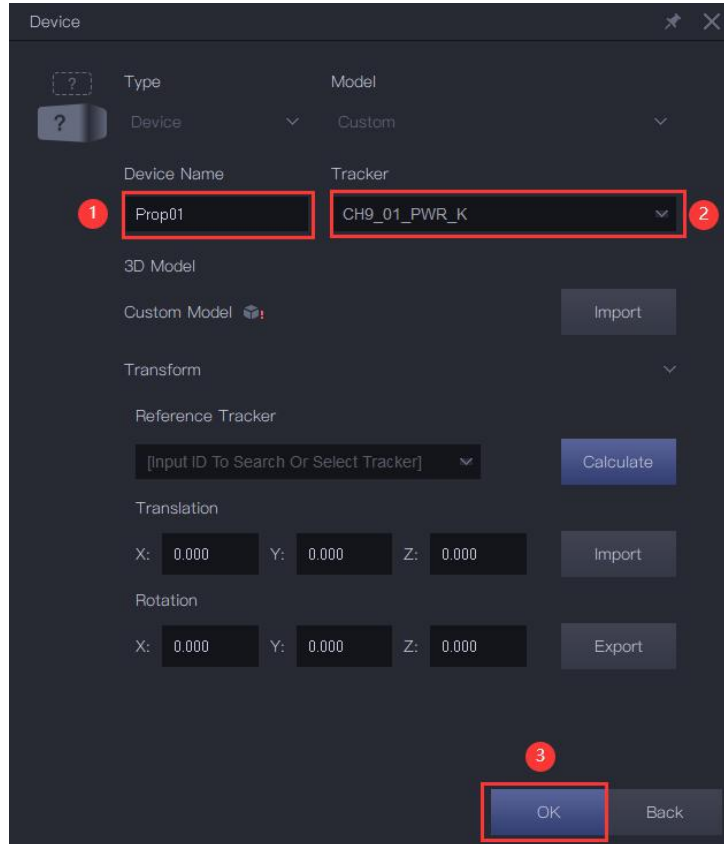 Device
?
Type Model
? Device Custom
Device Name Tracker
1 Prop01 CH9_01_PWR_K 2
3D Model
Custom Model ! Import
Transform
Reference Tracker
[Input ID To Search Or Select Tracker] Calculate
Translation
X: 0.000 Y: 0.000 Z: 0.000 Import
Rotation
X: 0.000 Y: 0.000 Z: 0.000 Export
3
OK Back